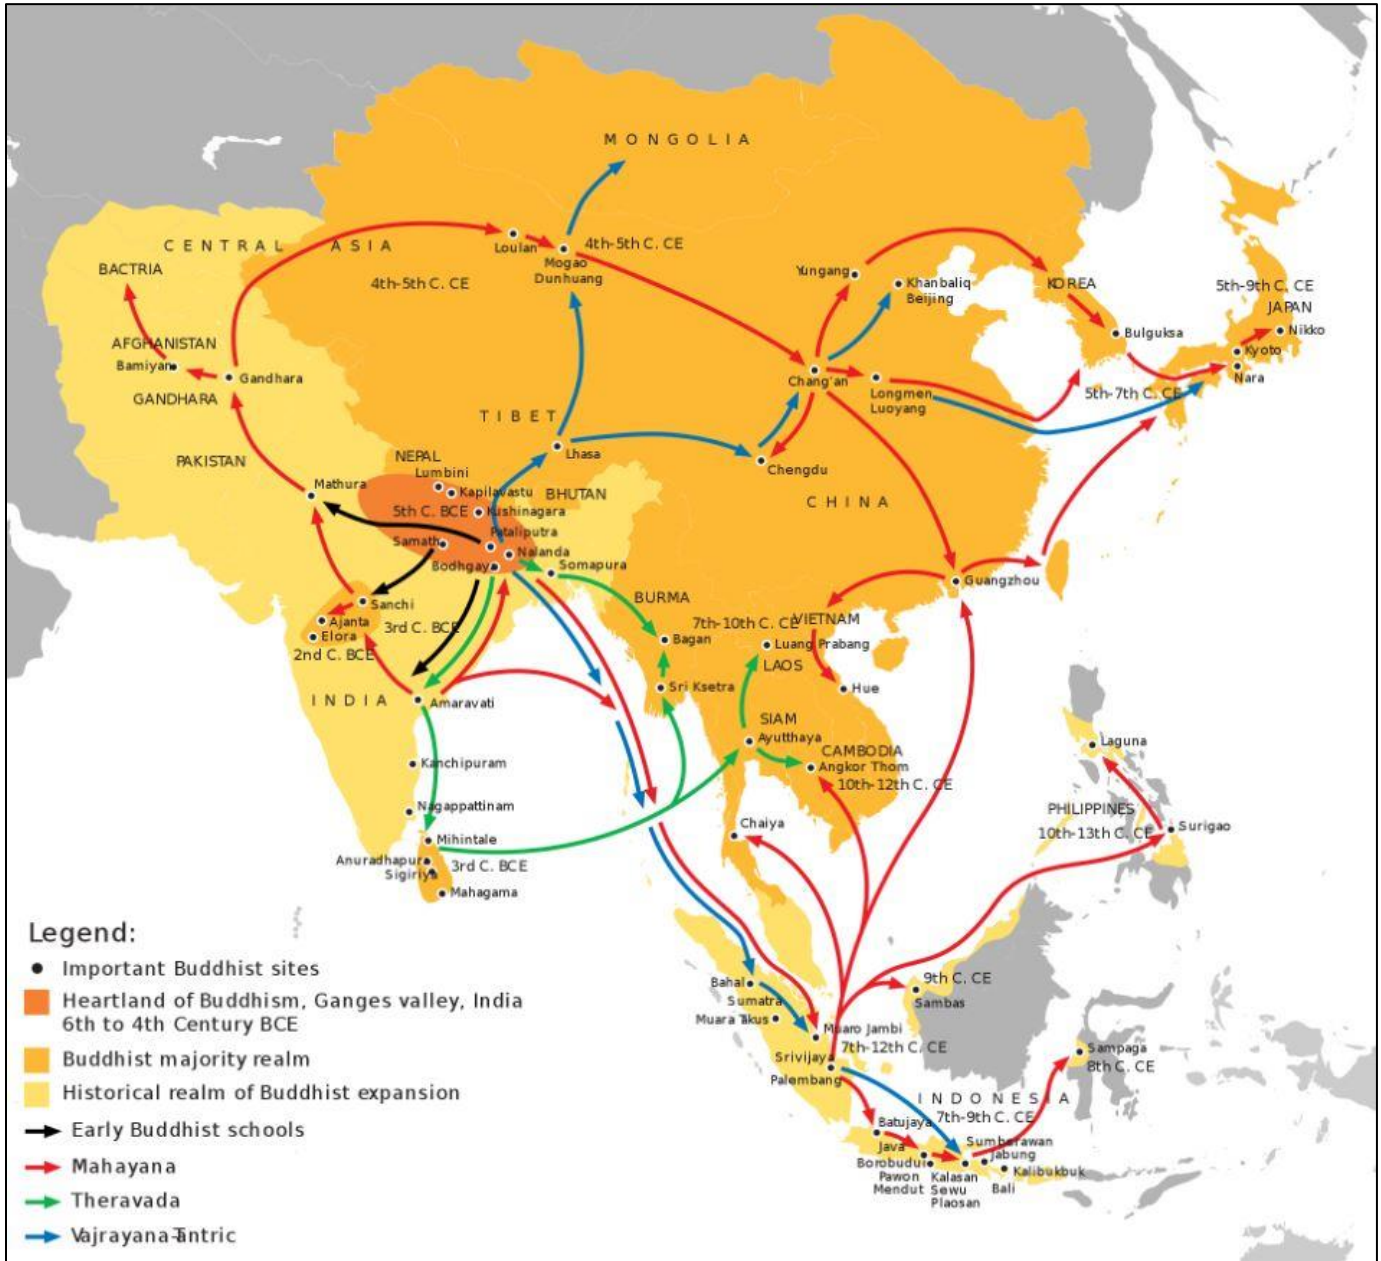 MONGOLIA
CENTRAL ASIA
BACTRIA
Loulan
4th-5th C. CE
Mogao
Dunhuang
4th-5th C. CE
Yungang
Khanbaliq
Beijing
KOREA
5th-9th C. CE
JAPAN
Nikko
Bulguksa
Kyoto
Nara
AFGHANISTAN
Bamiyan
Gandhara
GANDHARA
Chang'an
Longmen
Luoyang
5th-7th C. CE
TIBET
Lhasa
Chengdu
PAKISTAN
NEPAL
Lumbini
Mathura
Kapilavastu
BHUTAN
5th C. BCE
Kushinagara
CHINA
Pataliputra
Samath
Nalanda
Bodhgaya
Somapura
Guangzhou
BURMA
Sanchi
Ajanta
3rd C. BCE
Elora
2nd C. BCE
7th-10th C. CE
VIETNAM
Bagan
Luang Prabang
LAOS
INDIA
Amaravati
Sri Ksetra
Hue
SIAM
Ayutthaya
CAMBODIA
Angkor Thom
10th-12th C. CE
Laguna
Kanchipuram
Nagappattinam
PHILIPPINES
10th-13th C. CE
Surigao
Chaiya
Mihintale
Anuradhapura
3rd C. BCE
Sigiriya
Mahagama
Bahal
Sumatra
Muara Takus
9th C. CE
Sambas
Muaro Jambi
7th-12th C. CE
Srivijaya
Palembang
Sampaga
8th C. CE
INDONESIA
7th-9th C. CE
Batujaya
Java
Sumberawan
Jabung
Borobudur
Pawon
Mendut
Kalasan
Sewu
Plaosan
Kalibukbuk
Bali
Legend:
Important Buddhist sites
Heartland of Buddhism, Ganges valley, India
6th to 4th Century BCE
Buddhist majority realm
Historical realm of Buddhist expansion
Early Buddhist schools
Mahayana
Theravada
Vajrayana-Tantric